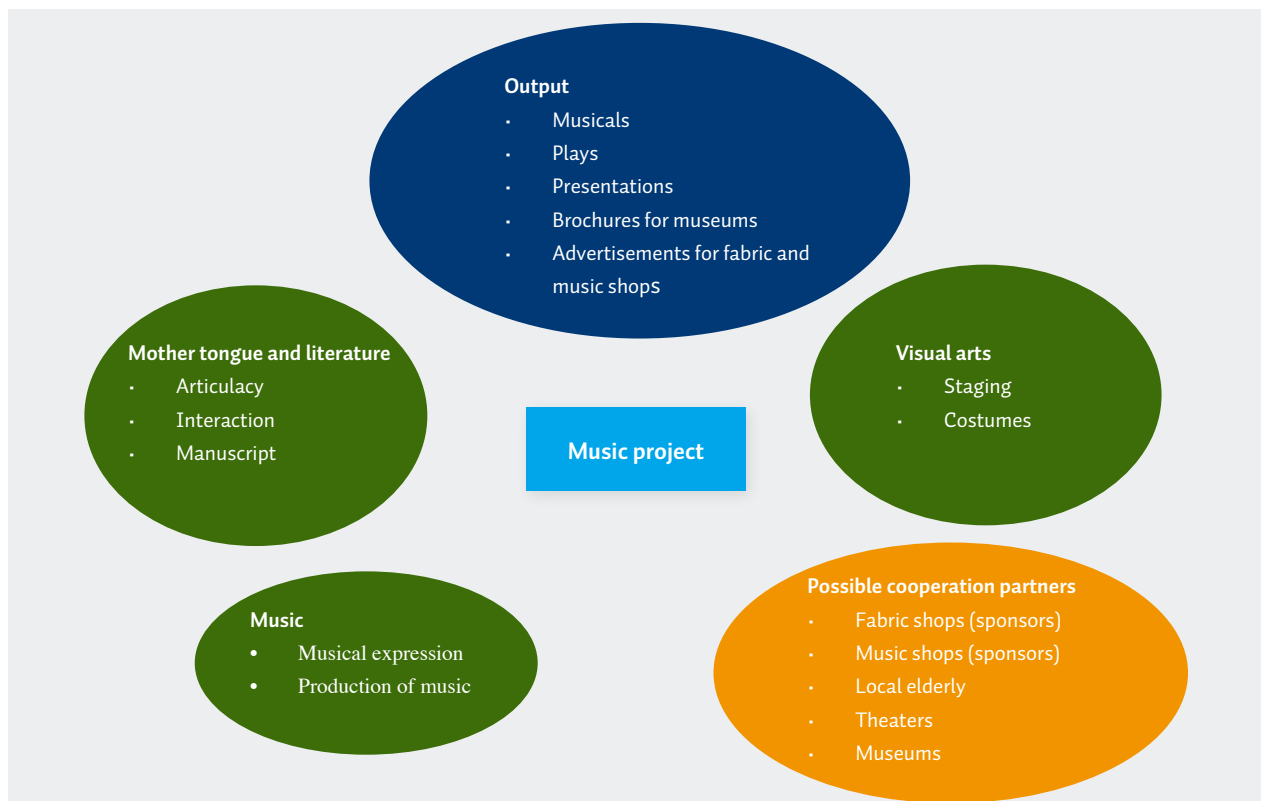 Output
· Musicals
· Plays
· Presentations
· Brochures for museums
· Advertisements for fabric and
music shops
Mother tongue and literature
· Articulacy
· Interaction
· Manuscript
Visual arts
· Staging
· Costumes
Music project
Music
• Musical expression
• Production of music
Possible cooperation partners
· Fabric shops (sponsors)
· Music shops (sponsors)
· Local elderly
· Theaters
· Museums